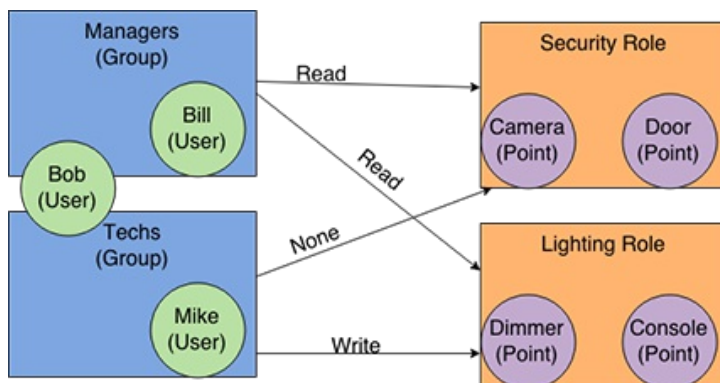 Managers
(Group)
Bill
(User)
Bob
(User)
Techs
(Group)
Mike
(User)
Read
Read
None
Write
Security Role
Camera
(Point)
Door
(Point)
Lighting Role
Dimmer
(Point)
Console
(Point)